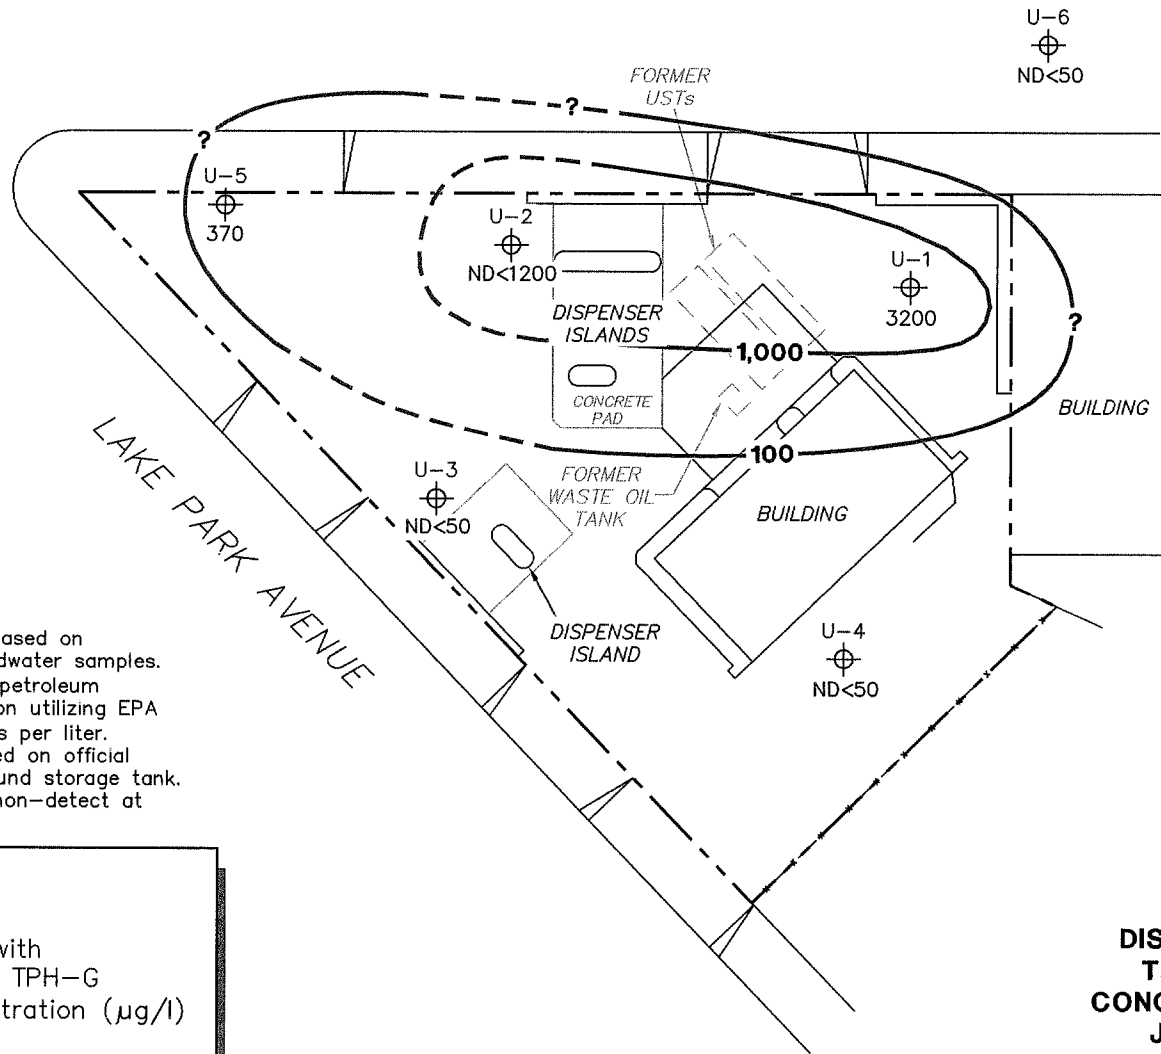 U-6
ND<50
FORMER
USTs
?
?
U-5
370
U-2
ND<1200
U-1
3200
DISPENSER
ISLANDS
?
1,000
CONCRETE
PAD
BUILDING
100
LAKE PARK AVENUE
U-3
ND<50
FORMER
WASTE OIL
TANK
BUILDING
DISPENSER
ISLAND
U-4
ND<50
ased on
dwater samples.
petroleum
on utilizing EPA
s per liter.
ed on official
und storage tank.
non-detect at
with
TPH-G
tration (µg/l)
DIS
T
CONC
J